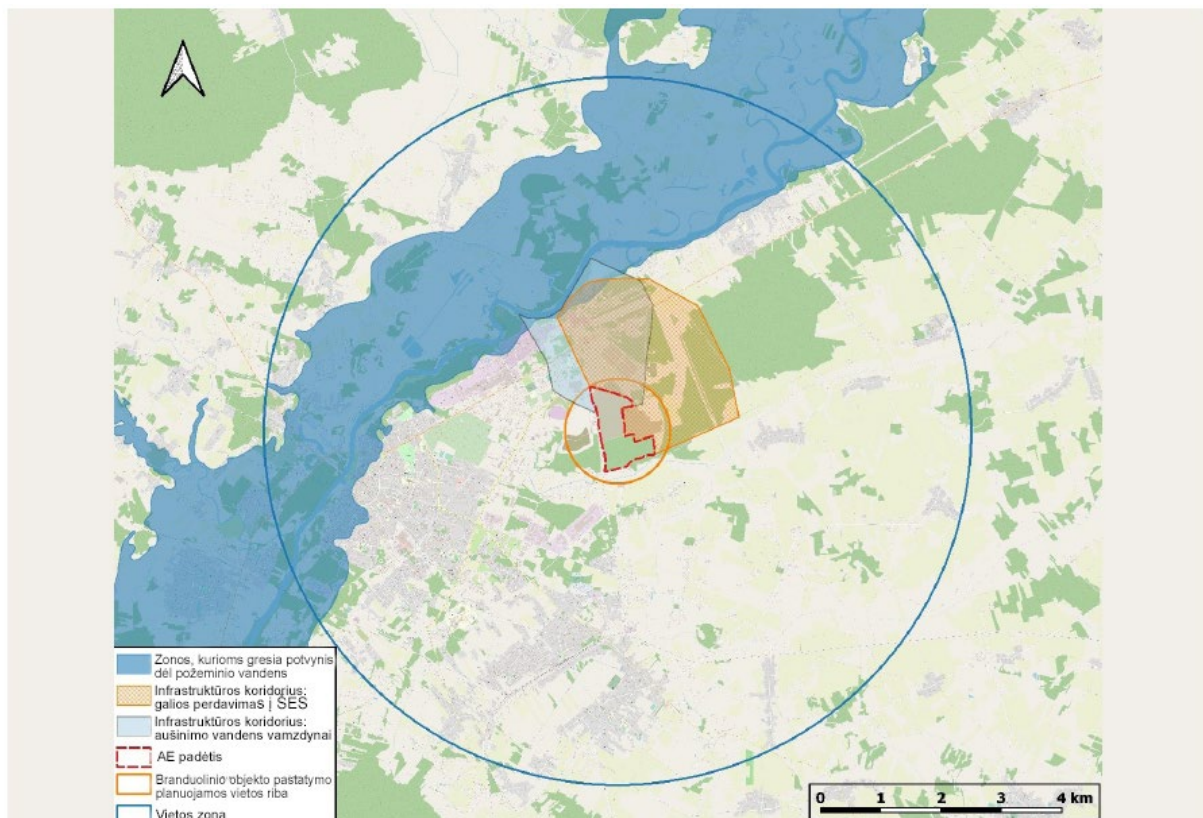 Zonos, kurioms gresia potvynis
dėl požeminio vandens
Infrastruktūros koridorius:
galios perdavimas į ŠES
Infrastruktūros koridorius:
aušinimo vandens vamzdynai
AE padėtis
Branduolinio objekto pastatymo
planuojamos vietos riba
Vietos zona
0 1 2 3 4 km